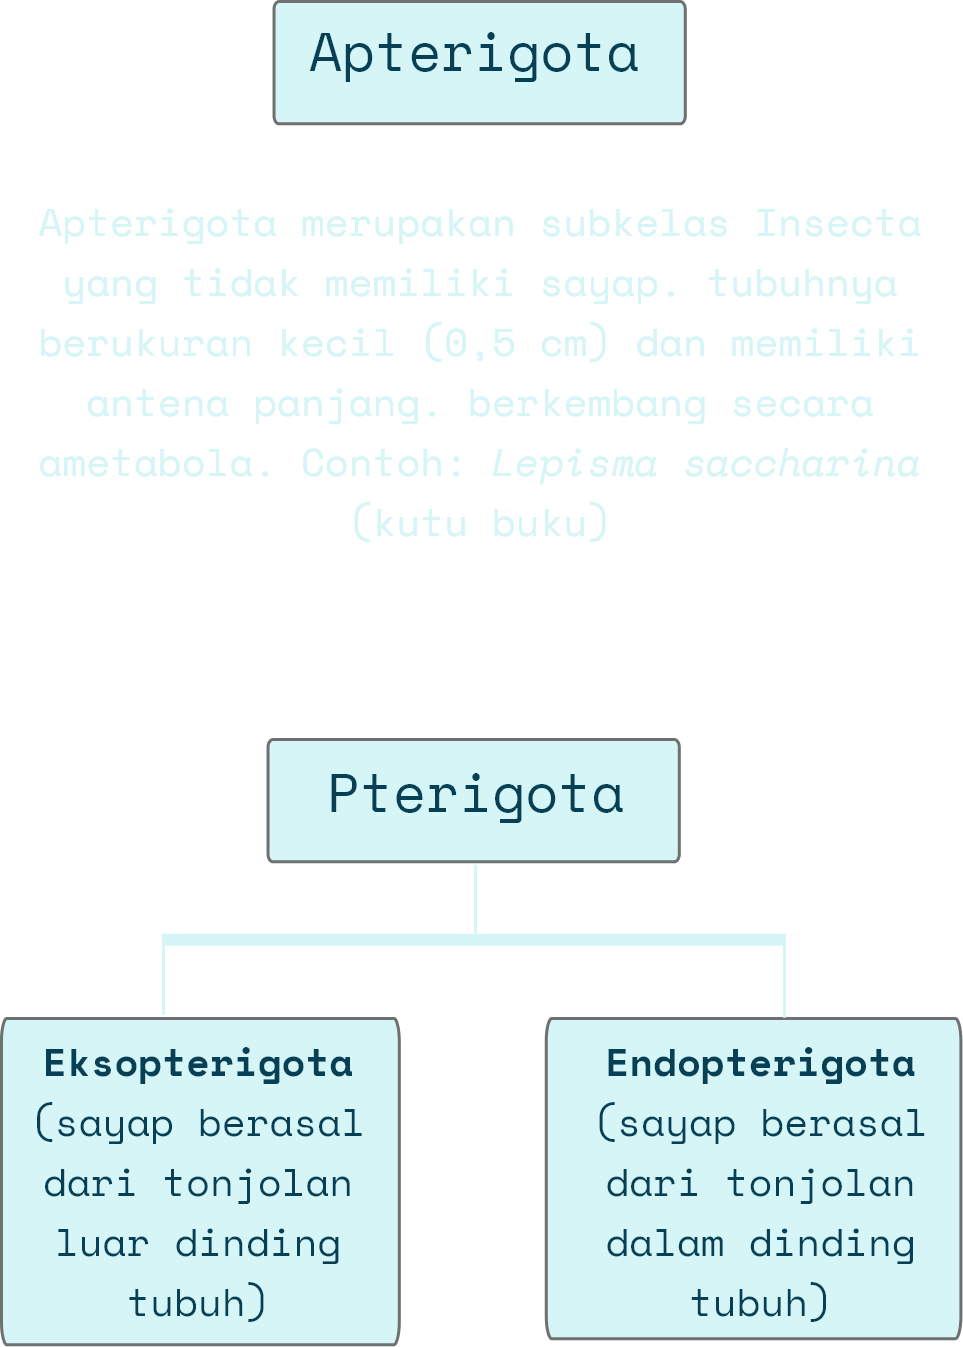 Apterigota
Apterigota merupakan subkelas Insecta
yang tidak memiliki sayap. tubuhnya
berukuran kecil (0,5 cm) dan memiliki
antena panjang. berkembang secara
ametabola. Contoh: Lepisma saccharina
(kutu buku)
Pterigota
Eksopterigota
(sayap berasal
dari tonjolan
luar dinding
tubuh)
Endopterigota
(sayap berasal
dari tonjolan
dalam dinding
tubuh)